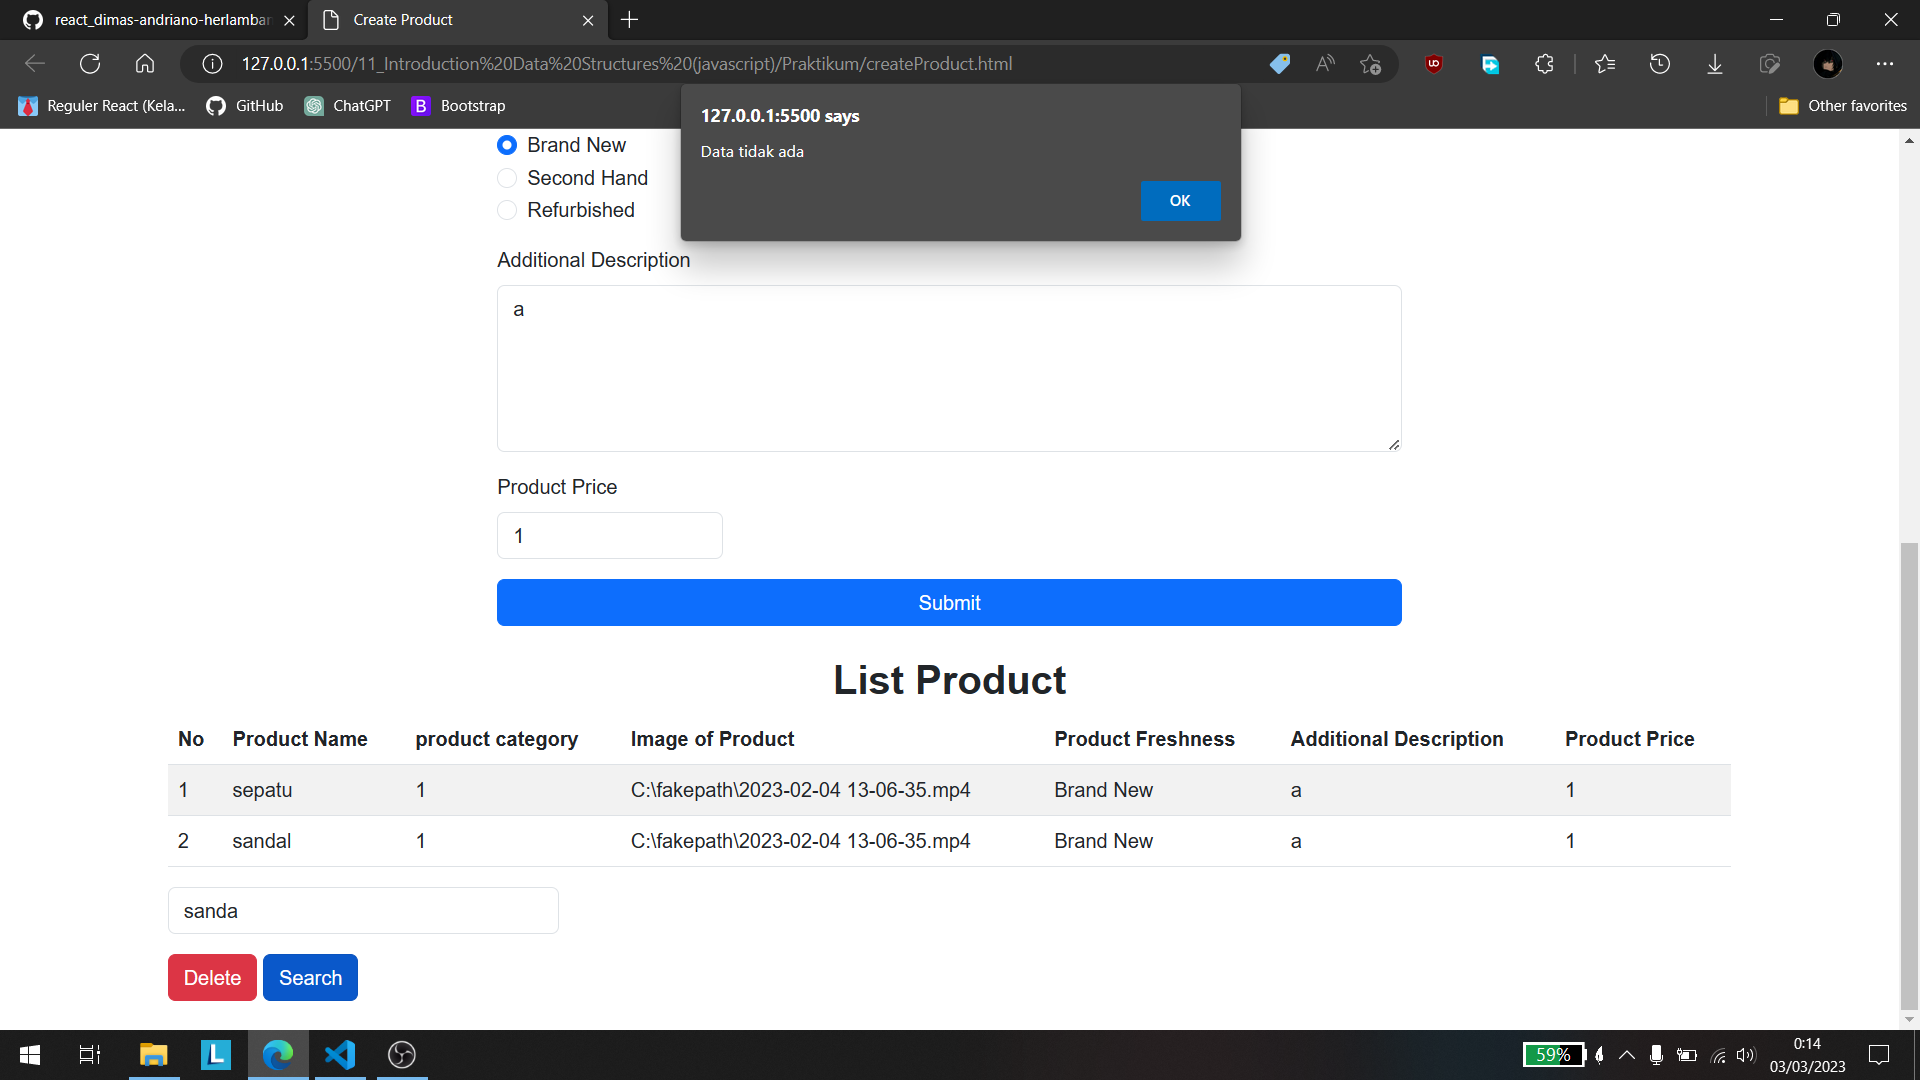 react_dimas-andriano-herlamban
Create Product
127.0.0.1:5500/11_Introduction%20Data%20Structures%20(javascript)/Praktikum/createProduct.html
Reguler React (Kela...
GitHub
ChatGPT
B Bootstrap
Other favorites
127.0.0.1:5500 says
Data tidak ada
OK
Brand New
Second Hand
Refurbished
Additional Description
a
Product Price
1
Submit
List Product
No Product Name product category Image of Product Product Freshness Additional Description Product Price
1 sepatu 1 C:\fakepath\2023-02-04 13-06-35.mp4 Brand New a 1
2 sandal 1 C:\fakepath\2023-02-04 13-06-35.mp4 Brand New a 1
sanda
Delete Search
L
59%
0:14
03/03/2023